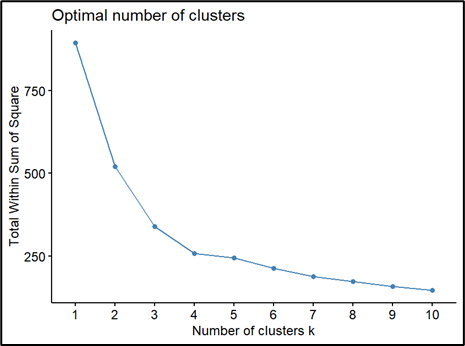 Optimal number of clusters
Total Within Sum of Square
750
500
250
1 2 3 4 5 6 7 8 9 10
Number of clusters k